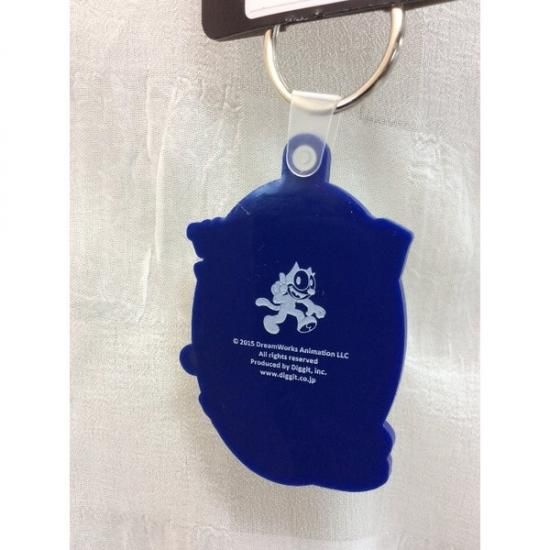 © 2015 DreamWorks Animation LLC
All rights reserved
Produced by Diggit, inc.
www.diggit.co.jp